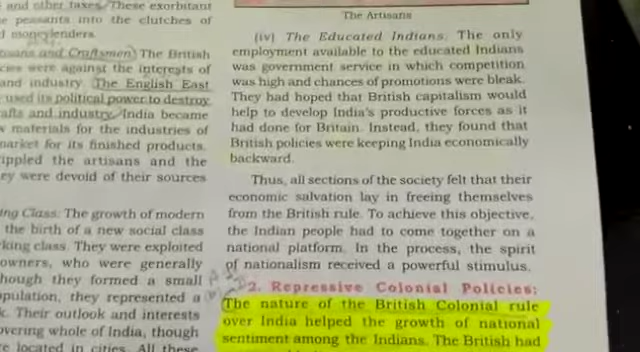 and other taxes. These exorbitant
peasants into the clutches of
moneylenders.
and Craftsmen) The British
were against the interests of
and industry. The English East
used its political power to destroy
and industry. India became
materials for the industries of
market for its finished products.
the artisans and the
were devoid of their sources
Class: The growth of modern
the birth of a new social class
class. They were exploited
owners, who were generally
they formed a small
they represented a
Their outlook and interests
whole of India, though
located in cities. All these
The Artisans
(iv) The Educated Indians. The only
employment available to the educated Indians
was government service in which competition
was high and chances of promotions were bleak.
They had hoped that British capitalism would
help to develop India's productive forces as it
had done for Britain. Instead, they found that
British policies were keeping India economically
backward.
Thus, all sections of the society felt that their
economic salvation lay in freeing themselves
from the British rule. To achieve this objective,
the Indian people had to come together on a
national platform. In the process, the spirit
of nationalism received a powerful stimulus.
2. Repressive Colonial Policies:
The nature of the British Colonial rule
over India helped the growth of national
sentiment among the Indians. The British had